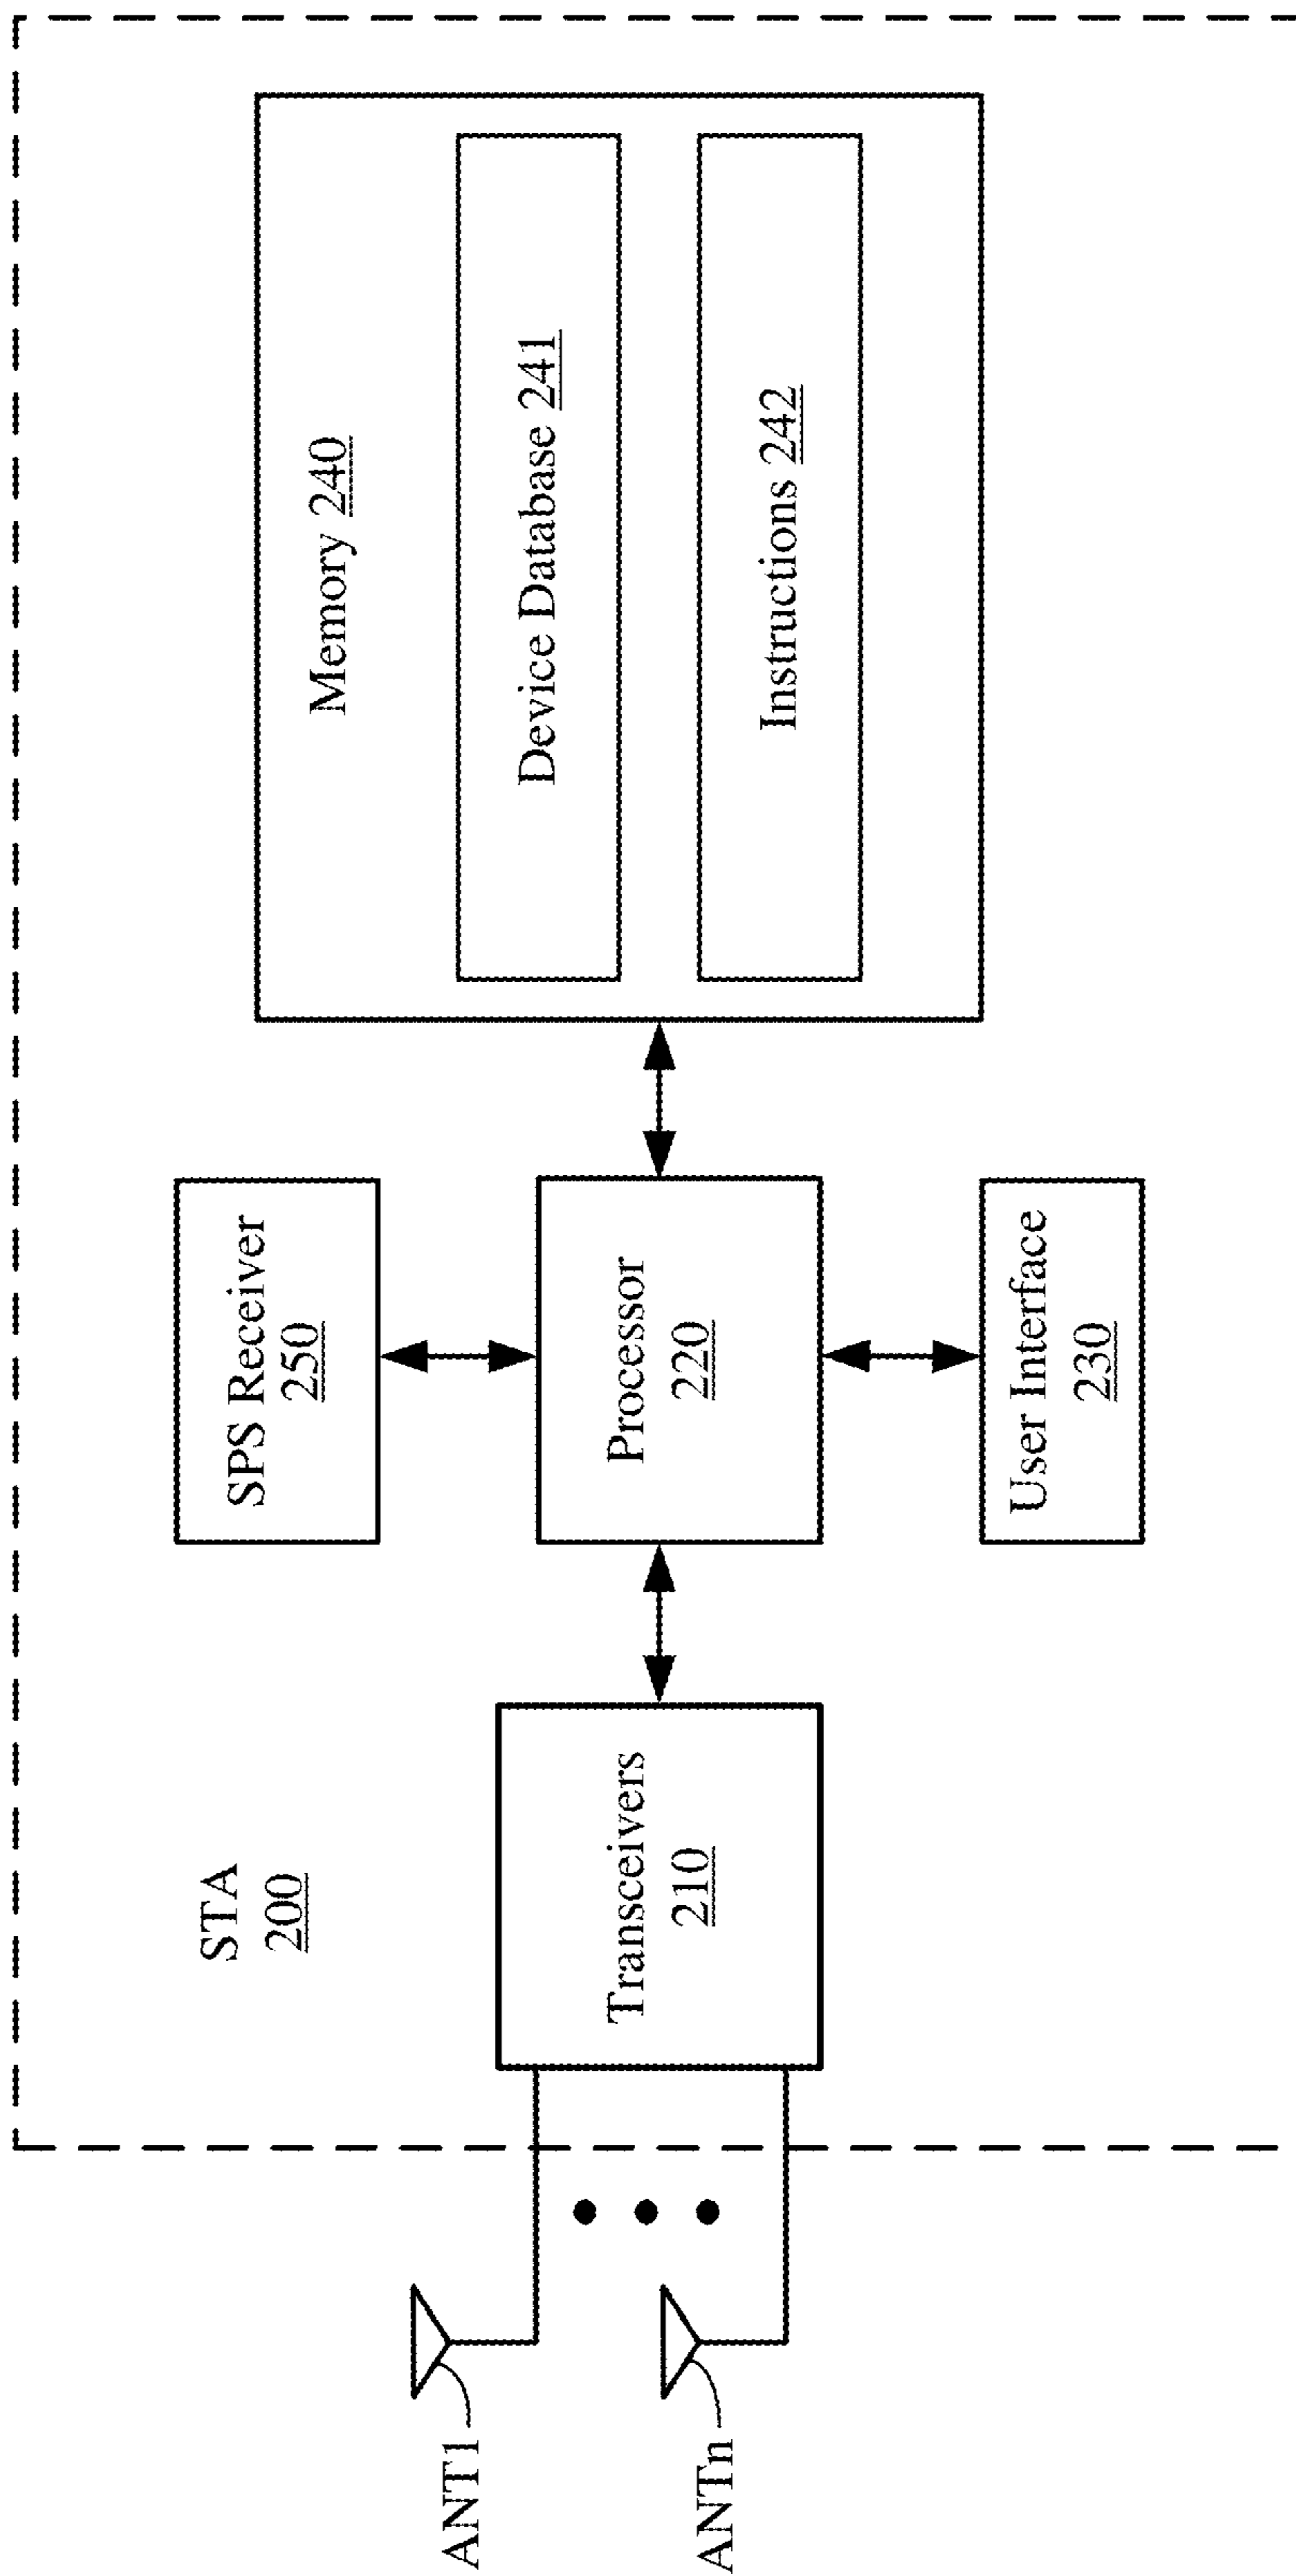 STA
200
SPS Receiver
250
Memory 240
Device Database 241
Instructions 242
Transceivers
210
Processor
220
User Interface
230
ANT1
ANTn